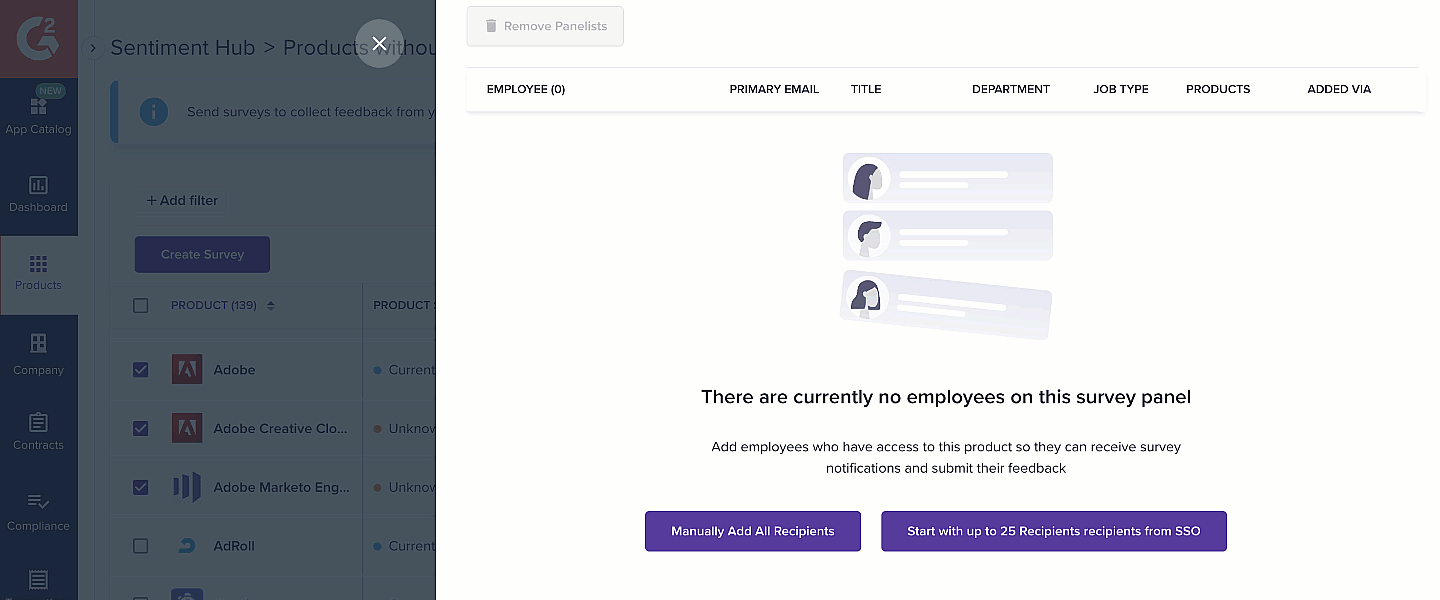 G2
Sentiment Hub > Products withou
Remove Panelists
NEW
App Catalog
Dashboard
Products
Company
Contracts
Compliance
Send surveys to collect feedback from y
+ Add filter
Create Survey
PRODUCT (139)
PRODUCT S
Adobe
Current
Adobe Creative Clo...
Unknow
Adobe Marketo Eng...
Unknow
AdRoll
Current
EMPLOYEE (0) PRIMARY EMAIL TITLE DEPARTMENT JOB TYPE PRODUCTS ADDED VIA
There are currently no employees on this survey panel
Add employees who have access to this product so they can receive survey
notifications and submit their feedback
Manually Add All Recipients
Start with up to 25 Recipients recipients from SSO